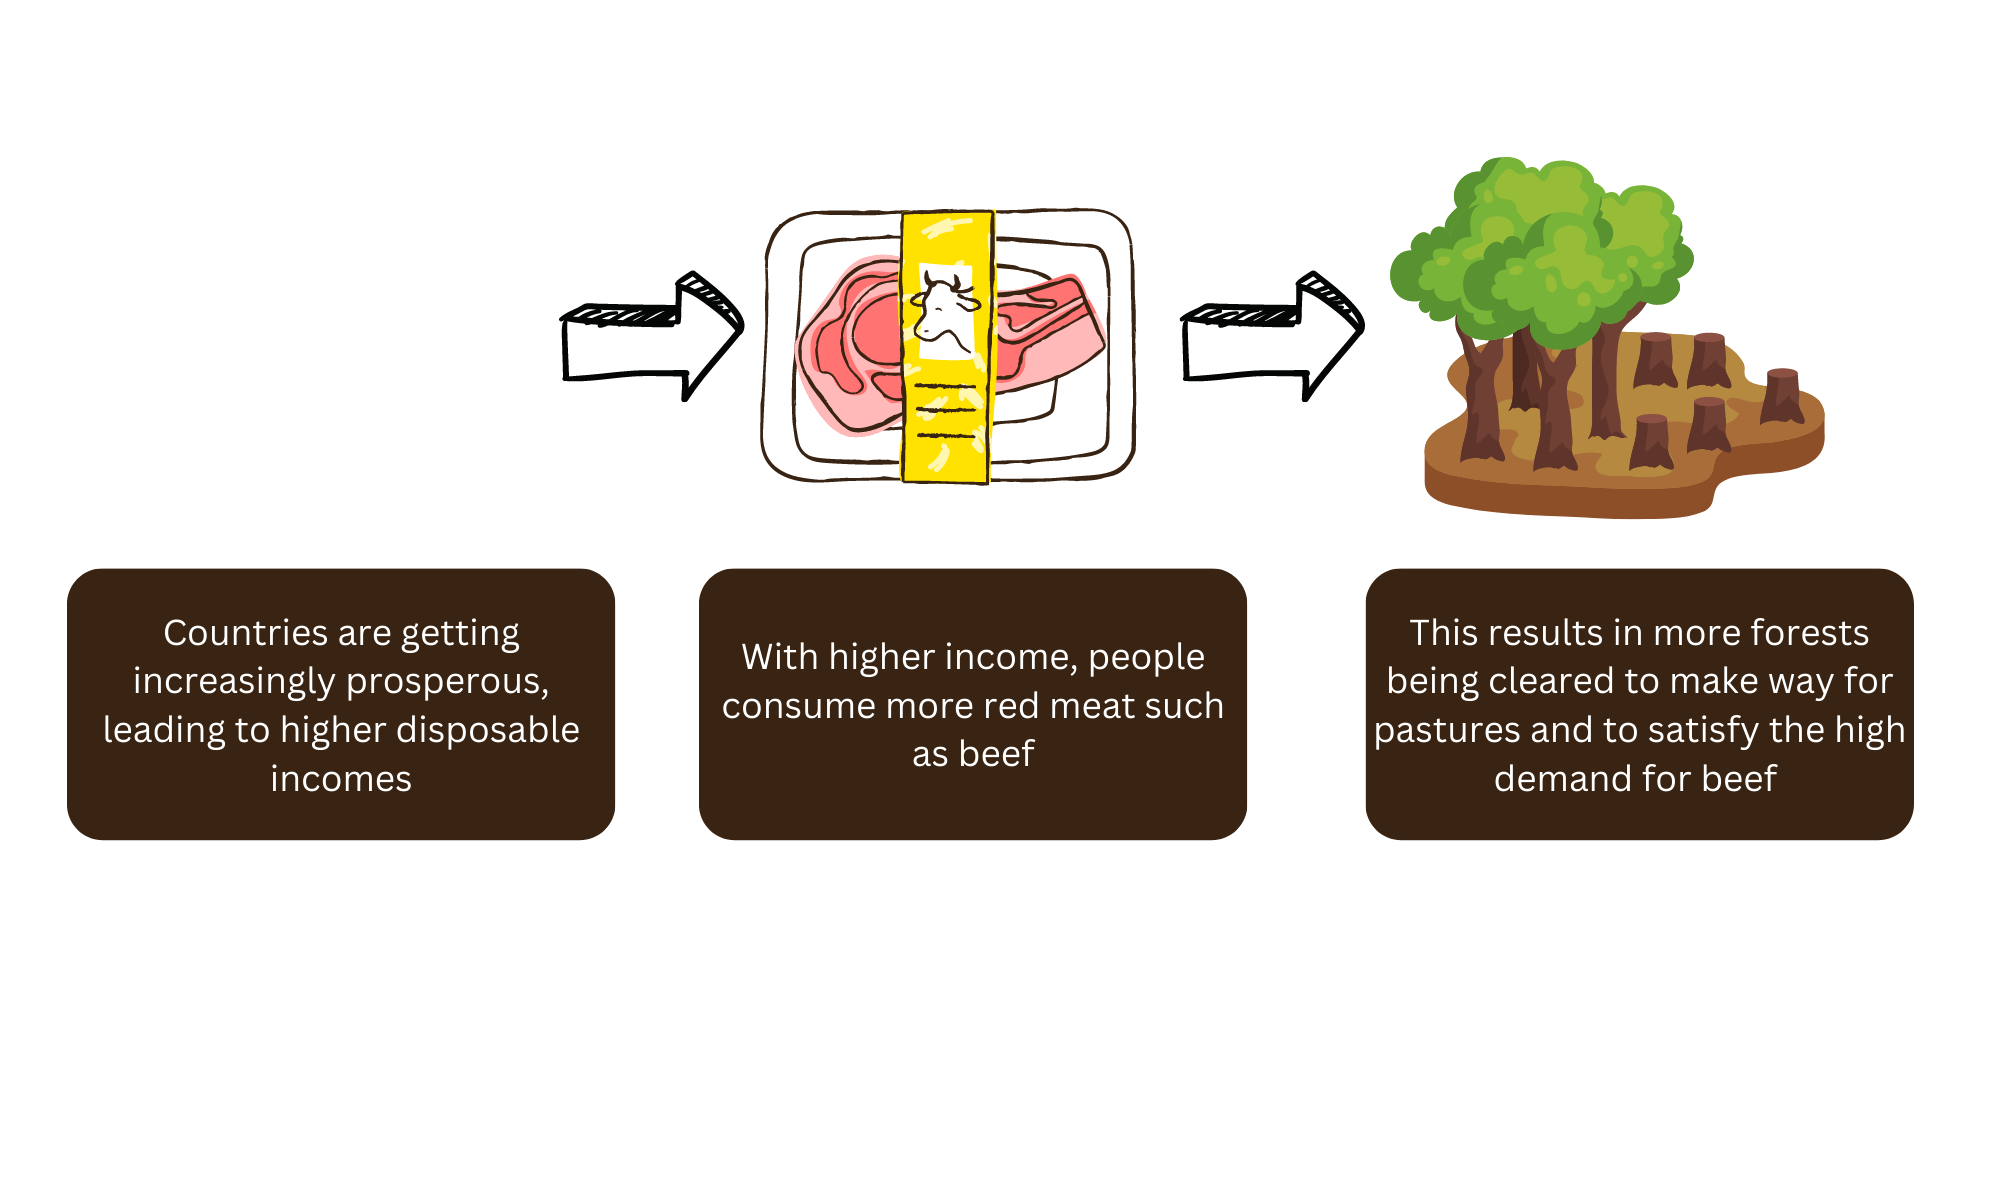 Countries are getting
increasingly prosperous,
leading to higher disposable
incomes
With higher income, people
consume more red meat such
as beef
This results in more forests
being cleared to make way for
pastures and to satisfy the high
demand for beef